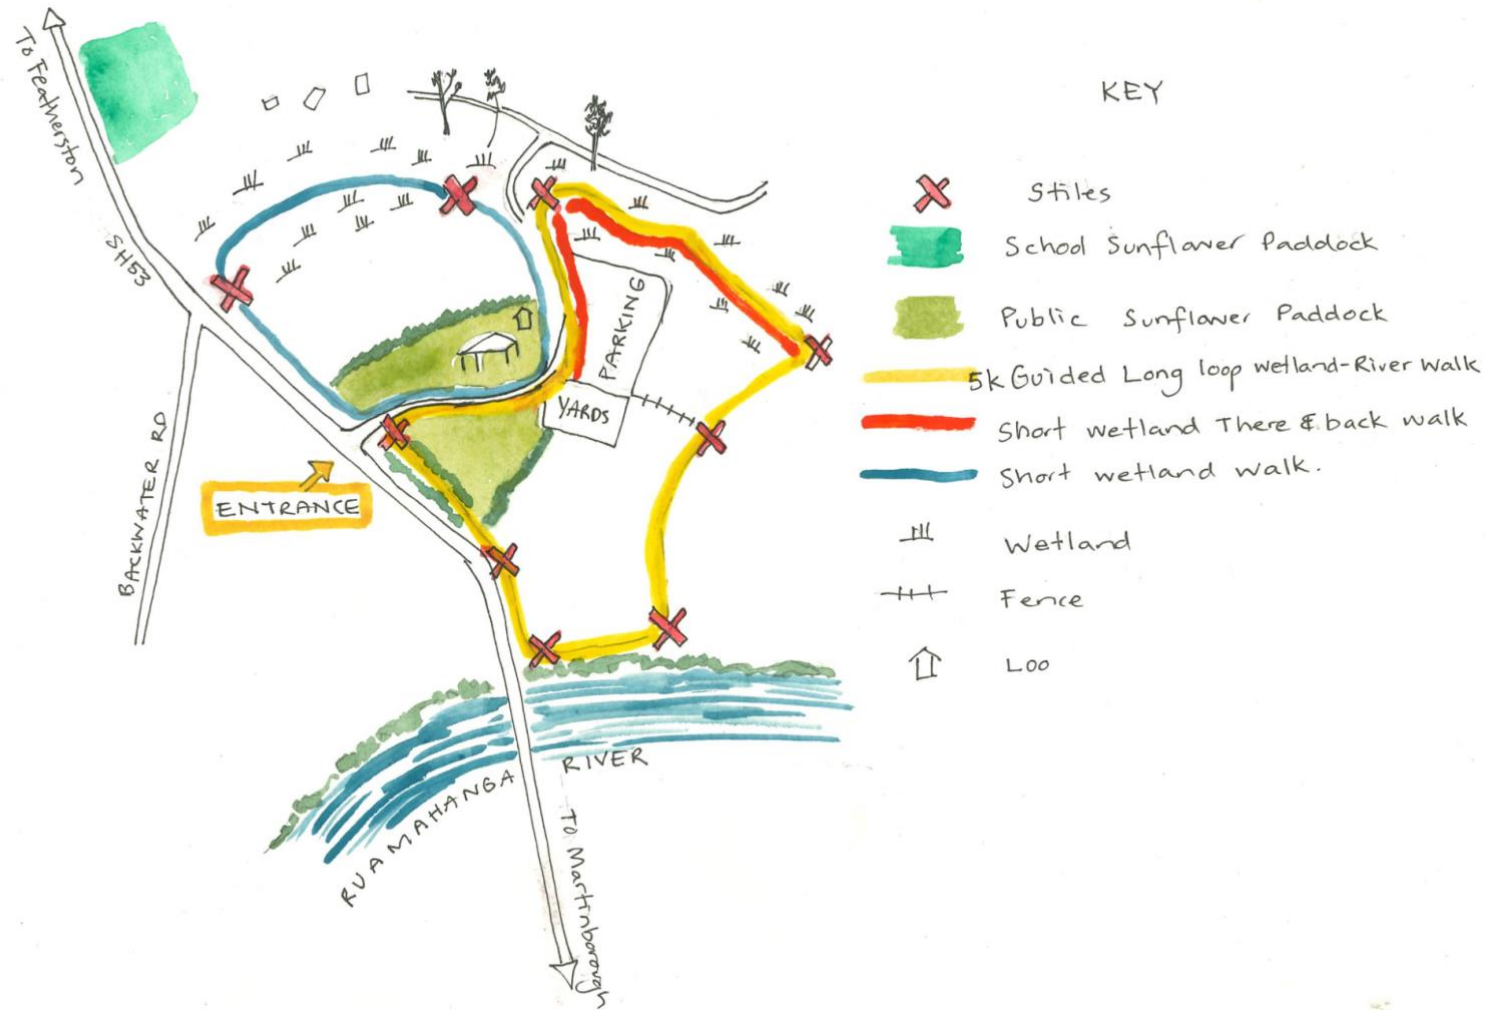 To Featherston
SH53
BACKWATER RD
ENTRANCE
PARKING
YARDS
RUAMAHANGA RIVER
To Martinborough
KEY
Stiles
School Sunflower Paddock
Public Sunflower Paddock
5k Guided Long loop wetland-River walk
Short wetland There & back walk
Short wetland walk.
Wetland
Fence
Loo